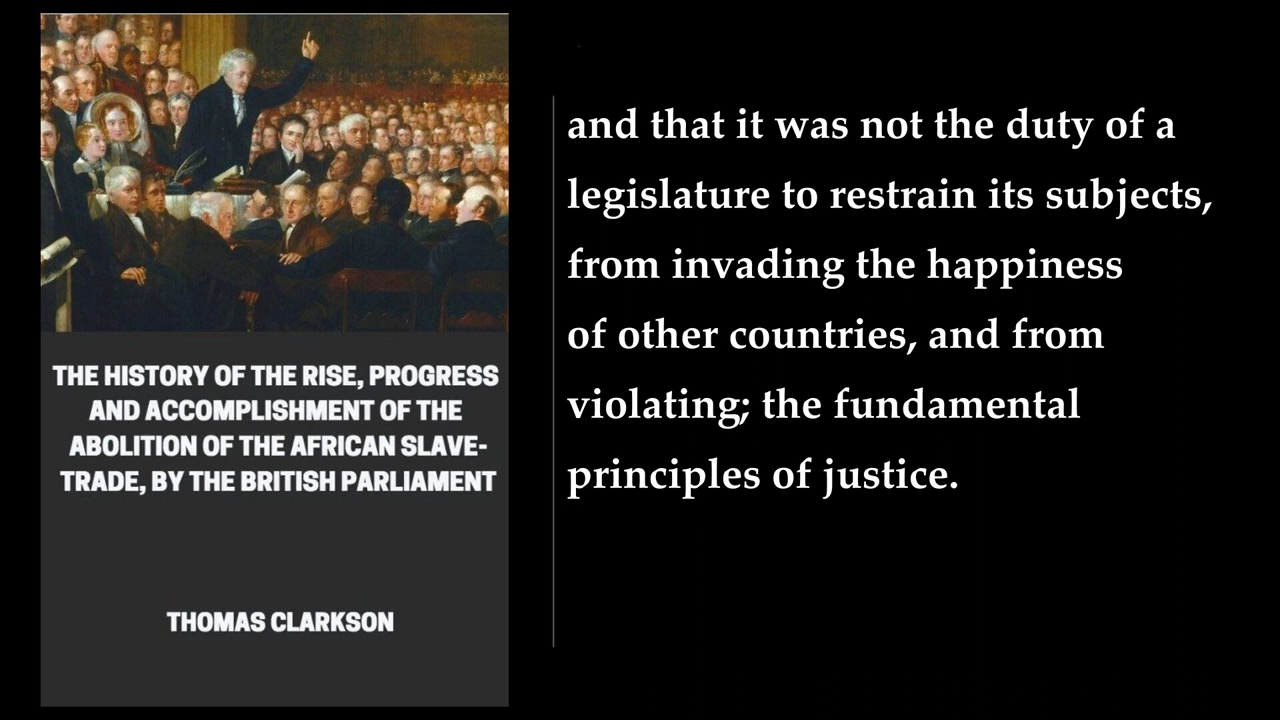 THE HISTORY OF THE RISE, PROGRESS
AND ACCOMPLISHMENT OF THE
ABOLITION OF THE AFRICAN SLAVE-
TRADE, BY THE BRITISH PARLIAMENT
THOMAS CLARKSON
and that it was not the duty of a
legislature to restrain its subjects,
from invading the happiness
of other countries, and from
violating; the fundamental
principles of justice.